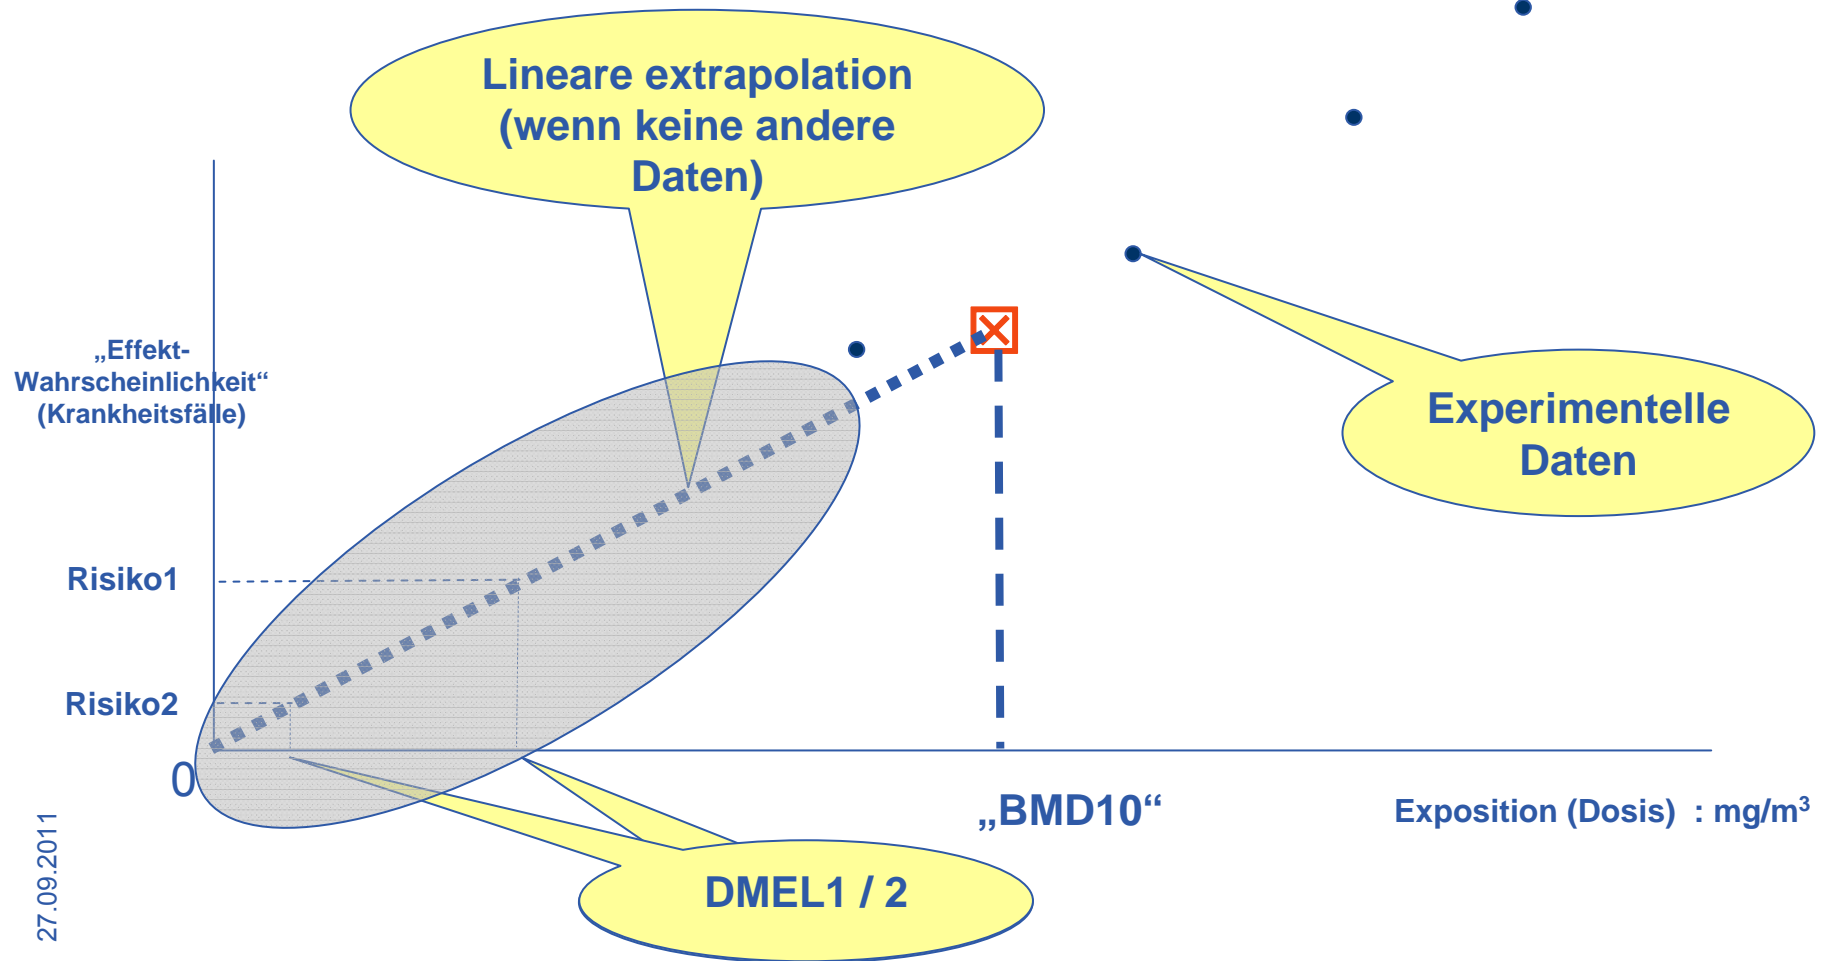 Lineare extrapolation
(wenn keine andere
Daten)
„Effekt-
Wahrscheinlichkeit“
(Krankheitsfälle)
Experimentelle
Daten
Risiko1
Risiko2
0
„BMD10“
Exposition (Dosis) : mg/m³
DMEL1 / 2
27.09.2011